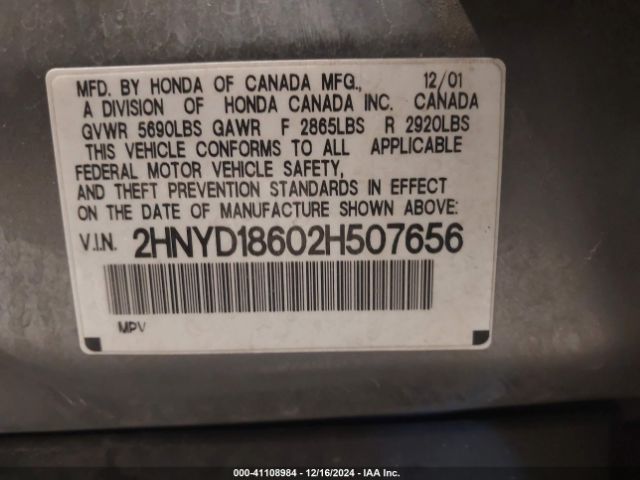 MFD. BY HONDA OF CANADA MFG., 12/01
A DIVISION OF HONDA CANADA INC. CANADA
GVWR 5690LBS GAWR F 2865LBS R 2920LBS
THIS VEHICLE CONFORMS TO ALL APPLICABLE
FEDERAL MOTOR VEHICLE SAFETY,
AND THEFT PREVENTION STANDARDS IN EFFECT
ON THE DATE OF MANUFACTURE SHOWN ABOVE:
V.I.N. 2HNYD18602H507656
MPV
000-41108984 - 12/16/2024 - IAA Inc.